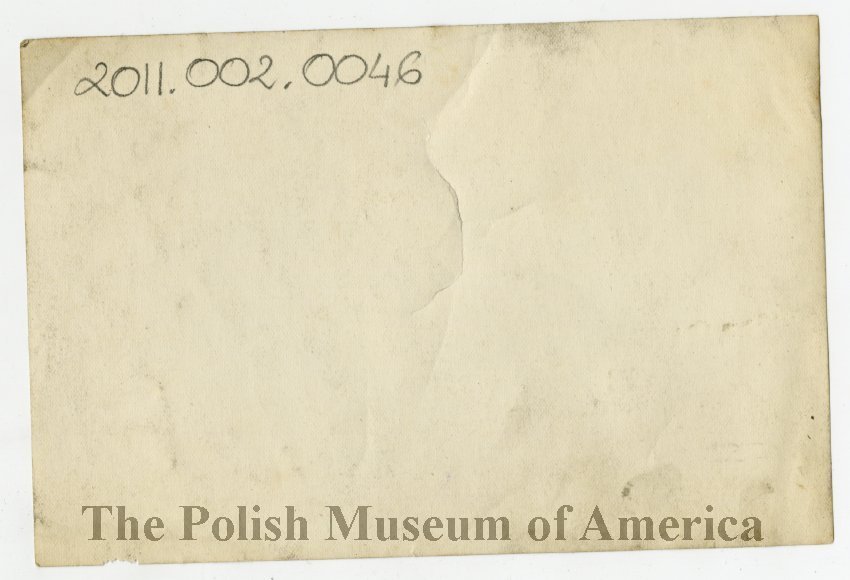 2011.002.0046
The Polish Museum of America